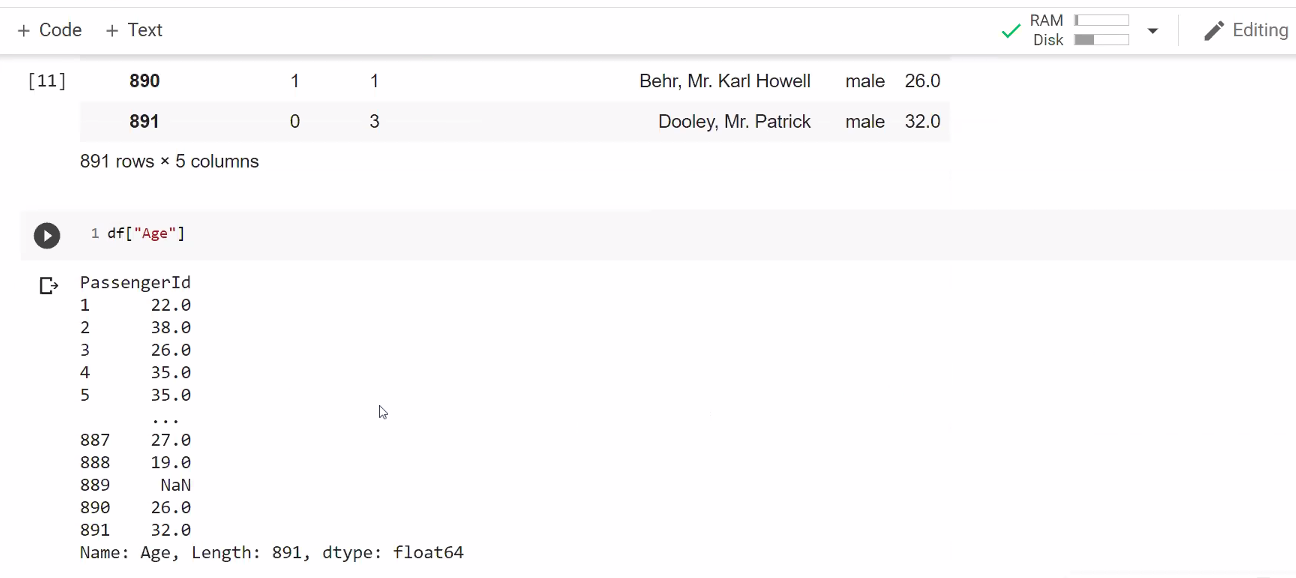 + Code + Text RAM Disk Editing
[11] 890 1 1 Behr, Mr. Karl Howell male 26.0
891 0 3 Dooley, Mr. Patrick male 32.0
891 rows × 5 columns
1 df["Age"]
PassengerId
1 22.0
2 38.0
3 26.0
4 35.0
5 35.0
...
887 27.0
888 19.0
889 NaN
890 26.0
891 32.0
Name: Age, Length: 891, dtype: float64